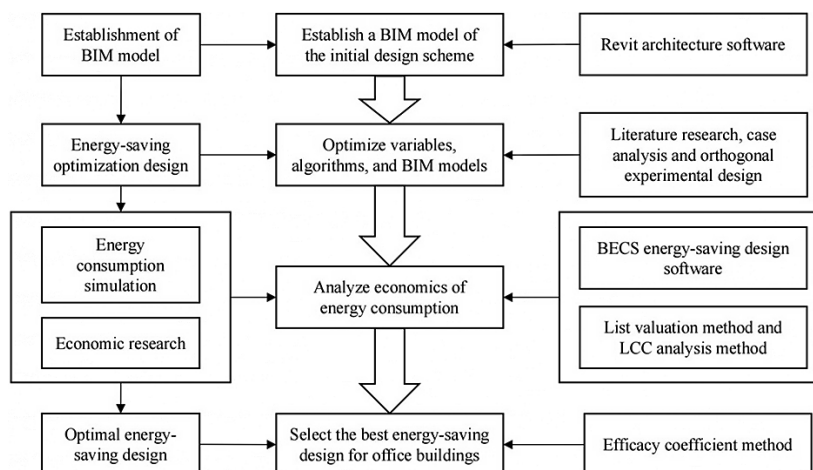 Establishment of
BIM model
Establish a BIM model of
the initial design scheme
Revit architecture software
Energy-saving
optimization design
Optimize variables,
algorithms, and BIM models
Literature research, case
analysis and orthogonal
experimental design
Energy
consumption
simulation
Economic research
Analyze economics of
energy consumption
BECS energy-saving design
software
List valuation method and
LCC analysis method
Optimal energy-
saving design
Select the best energy-saving
design for office buildings
Efficacy coefficient method